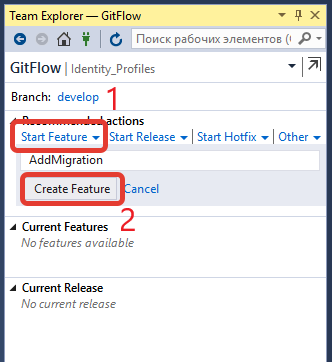 Team Explorer — GitFlow
Поиск рабочих элементов (C
GitFlow | Identity_Profiles
Branch: develop 1
Recommended actions
Start Feature Start Release Start Hotfix Other
AddMigration
Create Feature Cancel
2
Current Features
No features available
Current Release
No current release